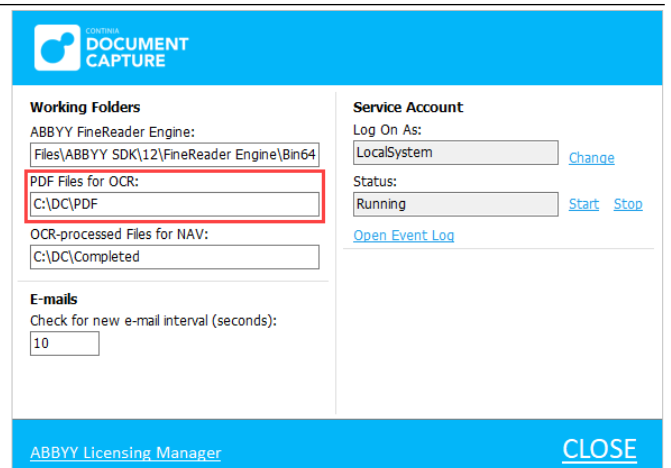 CONTINIA
DOCUMENT
CAPTURE
Working Folders
ABBYY FineReader Engine:
Files\ABBYY SDK\12\FineReader Engine\Bin64
PDF Files for OCR:
C:\DC\PDF
OCR-processed Files for NAV:
C:\DC\Completed
E-mails
Check for new e-mail interval (seconds):
10
Service Account
Log On As:
LocalSystem
Change
Status:
Running
Start Stop
Open Event Log
ABBYY Licensing Manager
CLOSE